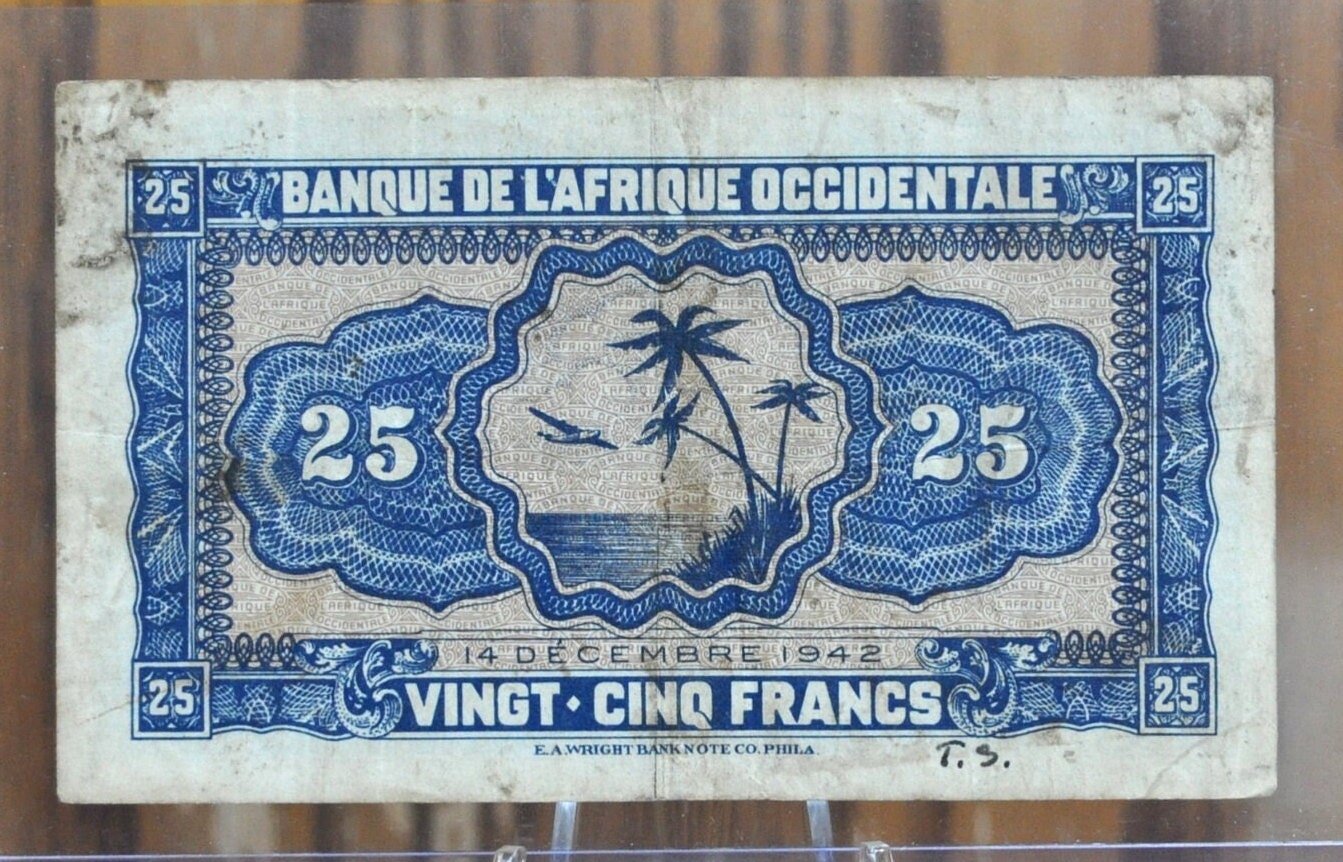 25 BANQUE DE L'AFRIQUE OCCIDENTALE 25
25 25
14 DÉCEMBRE 1942
25 VINGT·CINQ FRANCS 25
E.A.WRIGHT BANK NOTE CO. PHILA.
T. S.